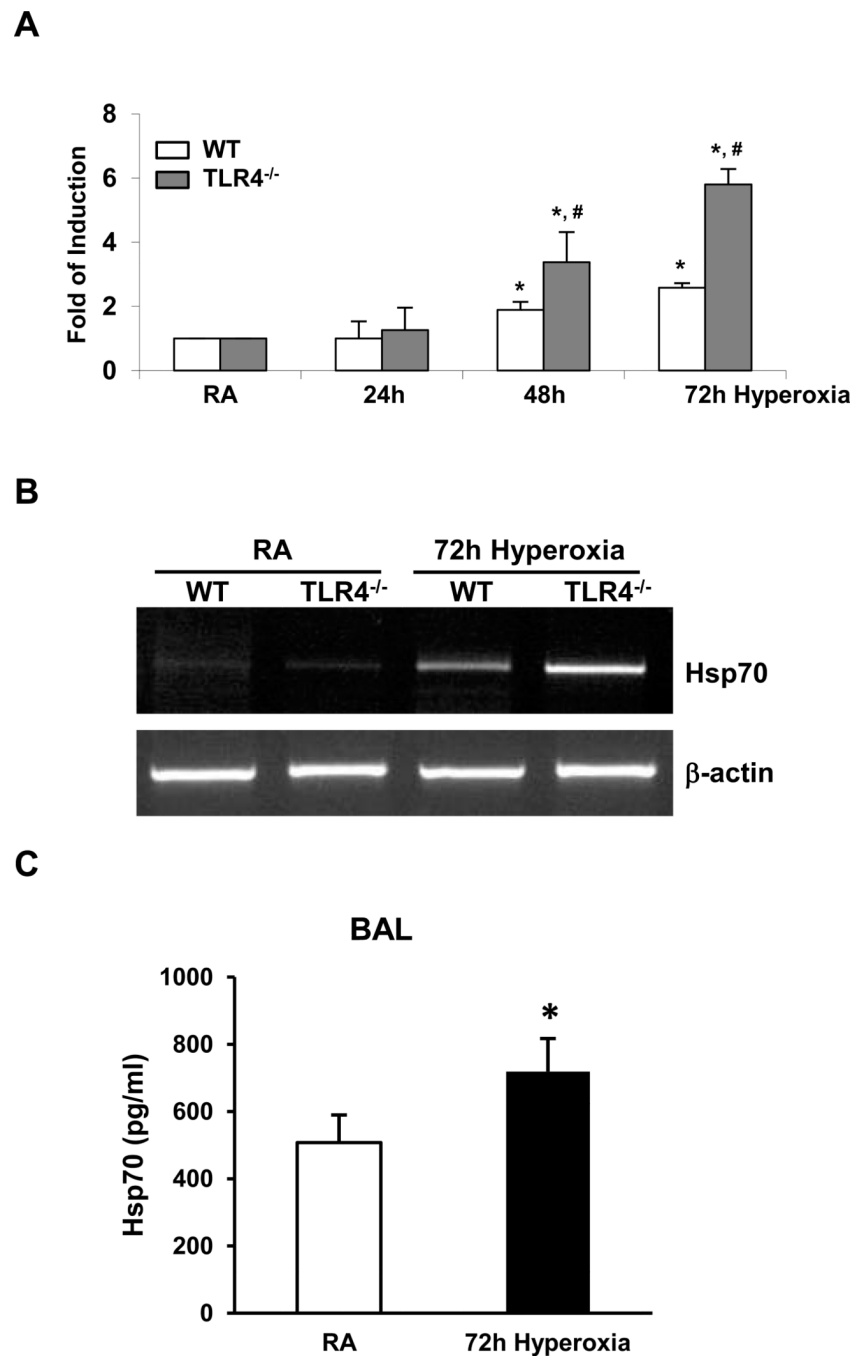 A
8
6
4
2
0
Fold of Induction
WT
TLR4-/-
*
*, #
*
*, #
RA 24h 48h 72h Hyperoxia
B
RA 72h Hyperoxia
WT TLR4-/- WT TLR4-/-
Hsp70
β-actin
C
BAL
1000
800
600
400
200
0
Hsp70 (pg/ml)
*
RA 72h Hyperoxia